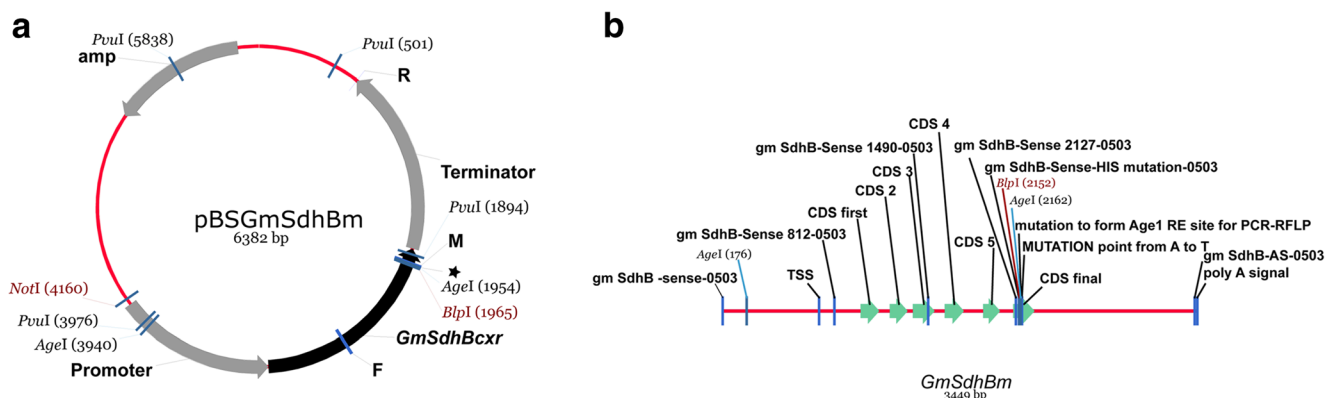 a
PvuI (5838)
amp
PvuI (501)
R
Terminator
pBSGmSdhBm
6382 bp
PvuI (1894)
M
AgeI (1954)
BlpI (1965)
GmSdhBcxr
F
NotI (4160)
PvuI (3976)
AgeI (3940)
Promoter
b
CDS 4
gm SdhB-Sense 2127-0503
gm SdhB-Sense 1490-0503
gm SdhB-Sense-HIS mutation-0503
CDS 3
BlpI (2152)
CDS 2
AgeI (2162)
CDS first
mutation to form Age1 RE site for PCR-RFLP
gm SdhB-Sense 812-0503
CDS 5
MUTATION point from A to T
AgeI (176)
gm SdhB-AS-0503
gm SdhB -sense-0503
TSS
CDS final
poly A signal
GmSdhBm
3449 bp